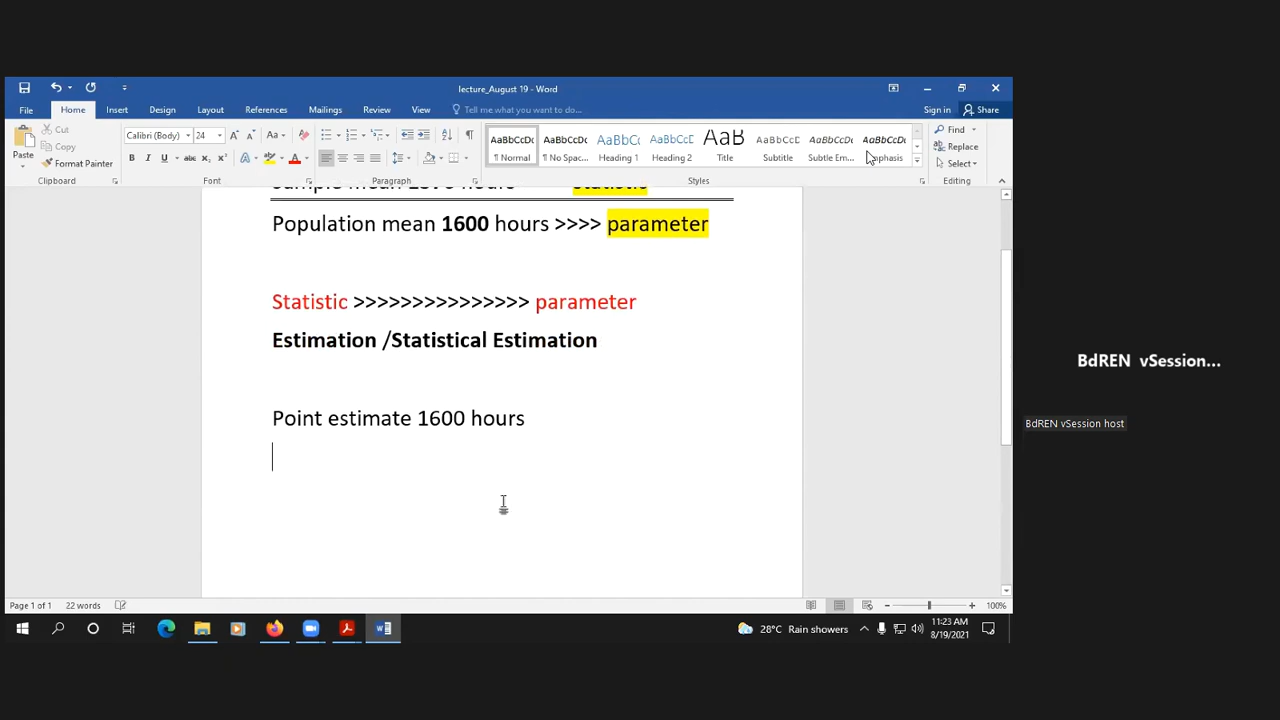 lecture_August 19 - Word
File Home Insert Design Layout References Mailings Review View Tell me what you want to do... Sign in Share
Paste Cut Copy Format Painter
Calibri (Body) 24
AaBbCcDc AaBbCcDc AaBbCc AaBbCcD AaB AaBbCcD AaBbCcDc AaBbCcDc
¶ Normal ¶ No Spac... Heading 1 Heading 2 Title Subtitle Subtle Em... Emphasis
Find Replace Select
Clipboard Font Paragraph Styles Editing
Sample mean hours statistic
Population mean 1600 hours >>>> parameter
Statistic >>>>>>>>>>>>>>> parameter
Estimation /Statistical Estimation
Point estimate 1600 hours
BdREN vSession...
BdREN vSession host
Page 1 of 1 22 words 100%
28°C Rain showers 11:23 AM
8/19/2021